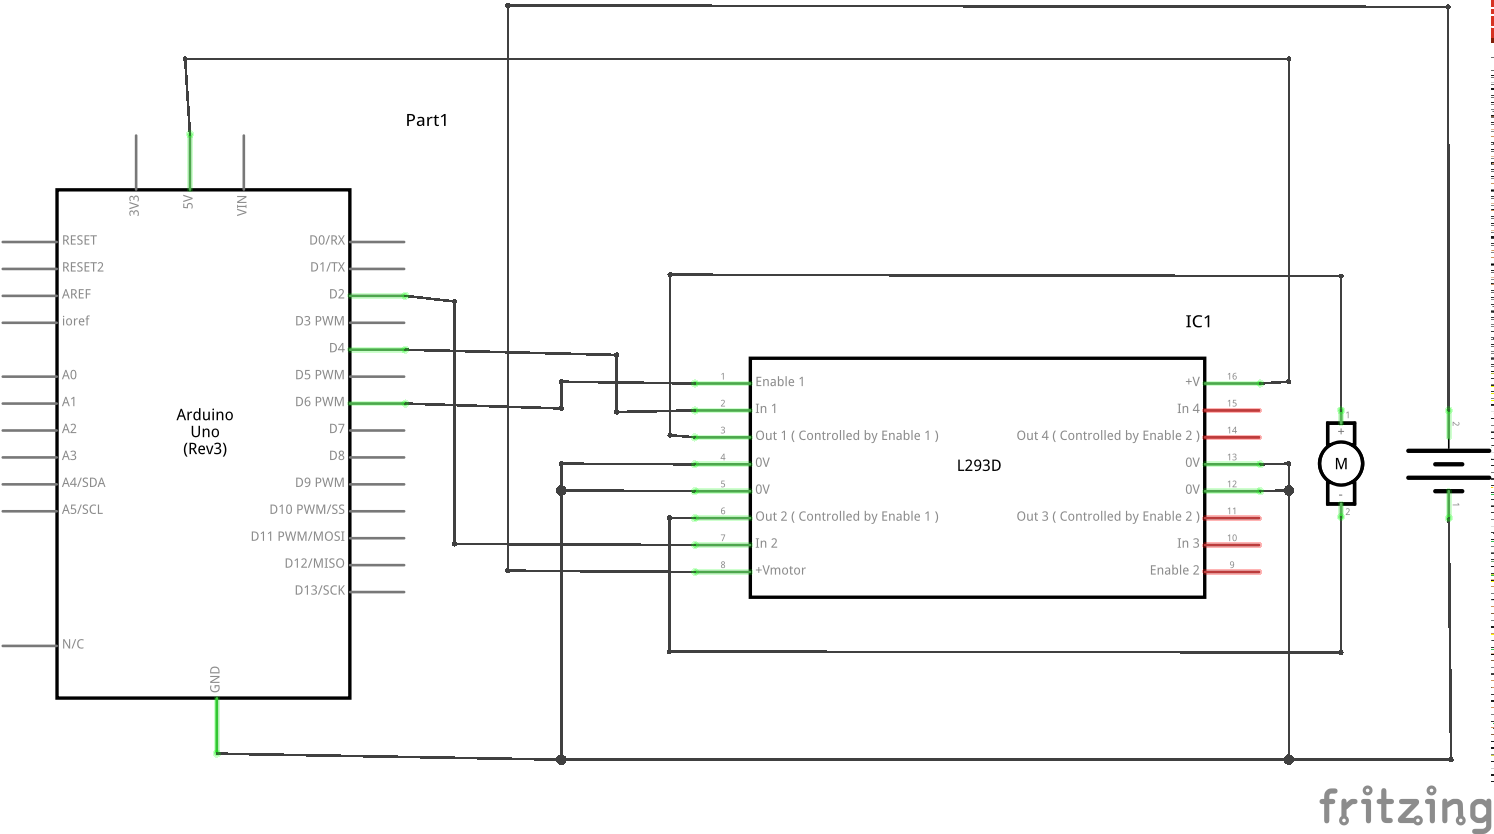 Part1
3V3
5V
VIN
RESET
RESET2
AREF
ioref
A0
A1
A2
A3
A4/SDA
A5/SCL
N/C
Arduino
Uno
(Rev3)
D0/RX
D1/TX
D2
D3 PWM
D4
D5 PWM
D6 PWM
D7
D8
D9 PWM
D10 PWM/SS
D11 PWM/MOSI
D12/MISO
D13/SCK
GND
IC1
1 Enable 1
2 In 1
3 Out 1 ( Controlled by Enable 1 )
4 0V
5 0V
6 Out 2 ( Controlled by Enable 1 )
7 In 2
8 +Vmotor
L293D
+V 16
In 4 15
Out 4 ( Controlled by Enable 2 ) 14
0V 13
0V 12
Out 3 ( Controlled by Enable 2 ) 11
In 3 10
Enable 2 9
1
+
M
-
2
2
1
fritzing